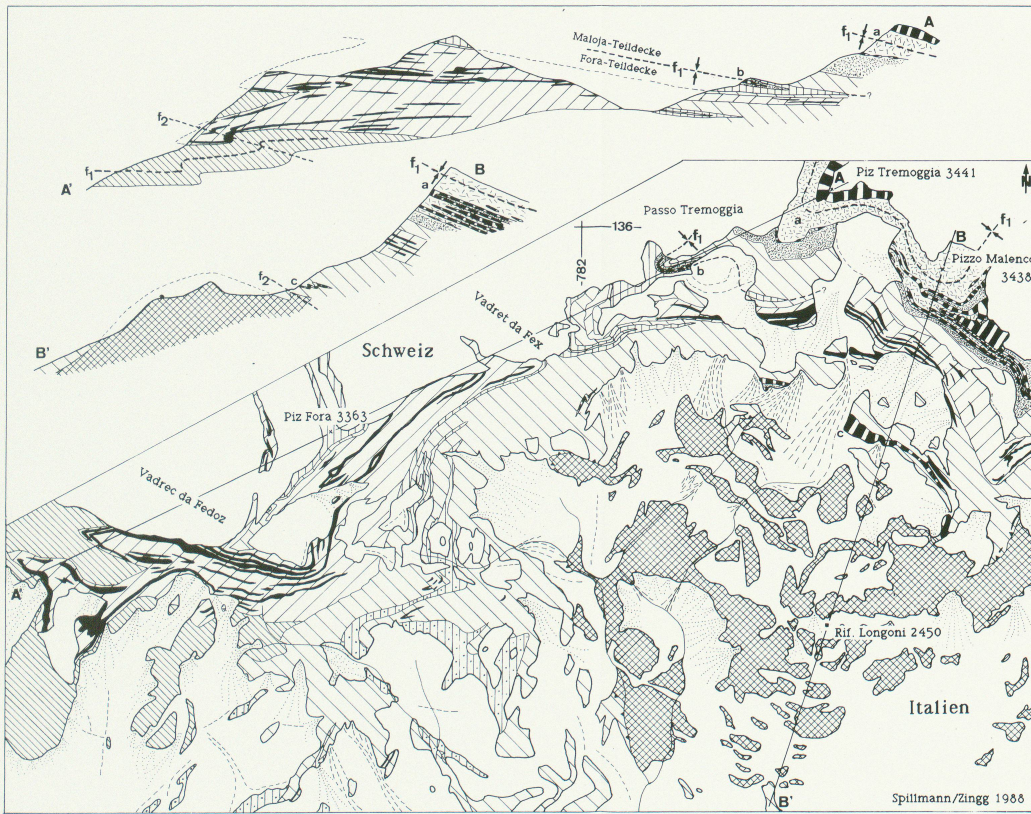 A
a
f1
Maloja-Teildecke
f1
b
Fora-Teildecke
?
f2
f1
A'
f1
B
a
f2
c
B'
A
Piz Tremoggia 3441
N
Passo Tremoggia
136
a
f1
B
f1
b
782
Pizzo Malenco
3438
Vadret da Fex
Schweiz
Piz Fora 3363
c
Vadrec da Fedoz
A'
Rif. Longoni 2450
Italien
B'
Spillmann/Zingg 1988